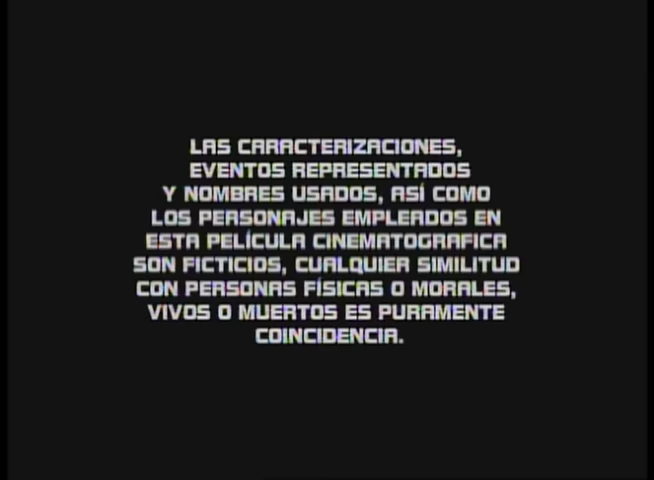 LAS CARACTERIZACIONES,
EVENTOS REPRESENTADOS
Y NOMBRES USADOS, ASÍ COMO
LOS PERSONAJES EMPLEADOS EN
ESTA PELÍCULA CINEMATOGRAFICA
SON FICTICIOS, CUALQUIER SIMILITUD
CON PERSONAS FÍSICAS O MORALES,
VIVOS O MUERTOS ES PURAMENTE
COINCIDENCIA.